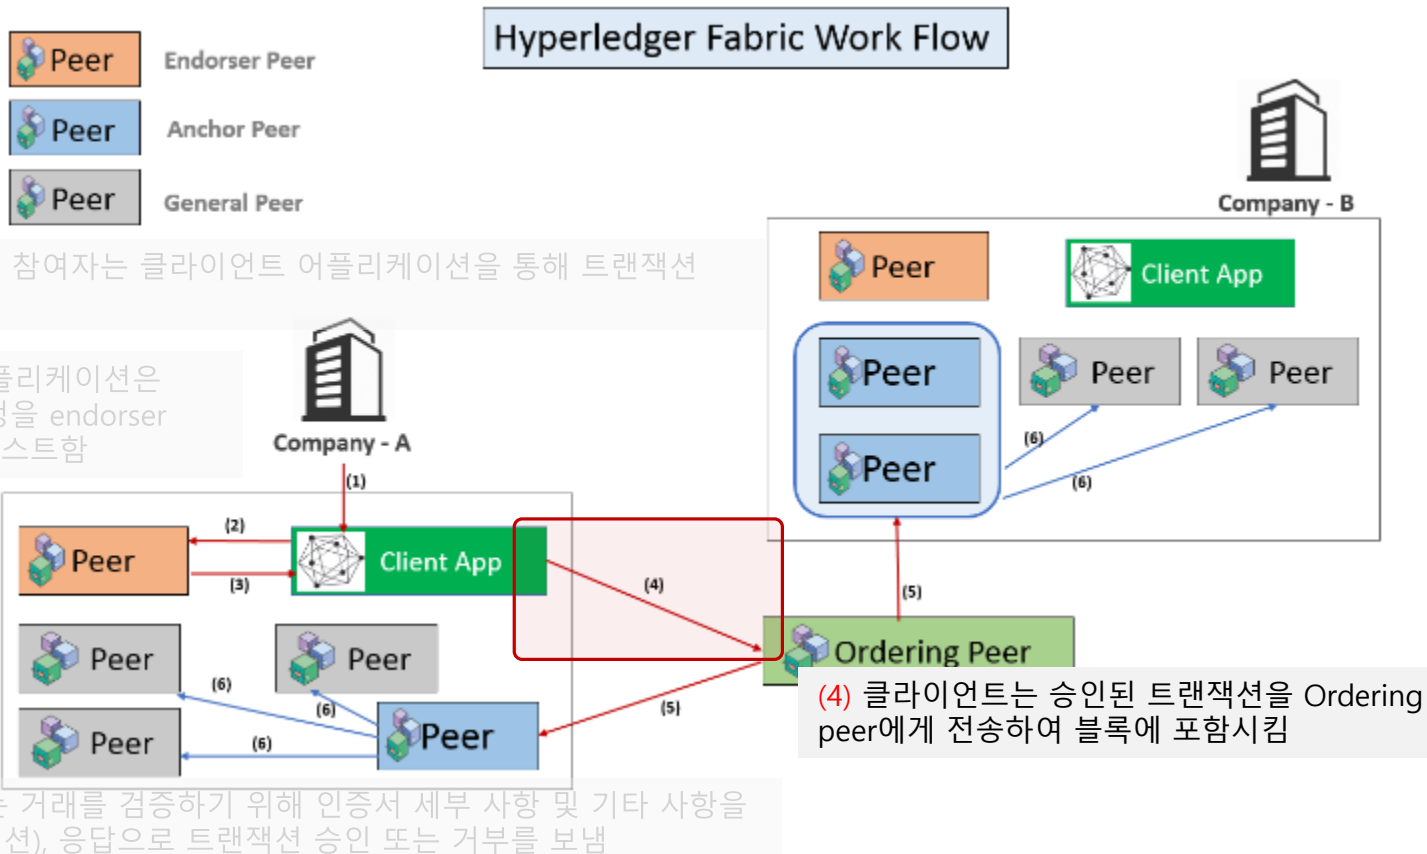 Hyperledger Fabric Work Flow
Peer
Endorser Peer
Peer
Anchor Peer
Peer
General Peer
Company - B
참여자는 클라이언트 어플리케이션을 통해 트랜잭션
Peer
Client App
Peer
Peer
Peer
Peer
(6)
(6)
플리케이션은
endorser
스트함
Company - A
(1)
(2)
Peer
(3)
Client App
(4)
(5)
Ordering Peer
Peer
Peer
(6)
(6)
(5)
Peer
(6)
Peer
(4) 클라이언트는 승인된 트랜잭션을 Ordering
peer에게 전송하여 블록에 포함시킴
는 거래를 검증하기 위해 인증서 세부 사항 및 기타 사항을
션), 응답으로 트랜잭션 승인 또는 거부를 보냄